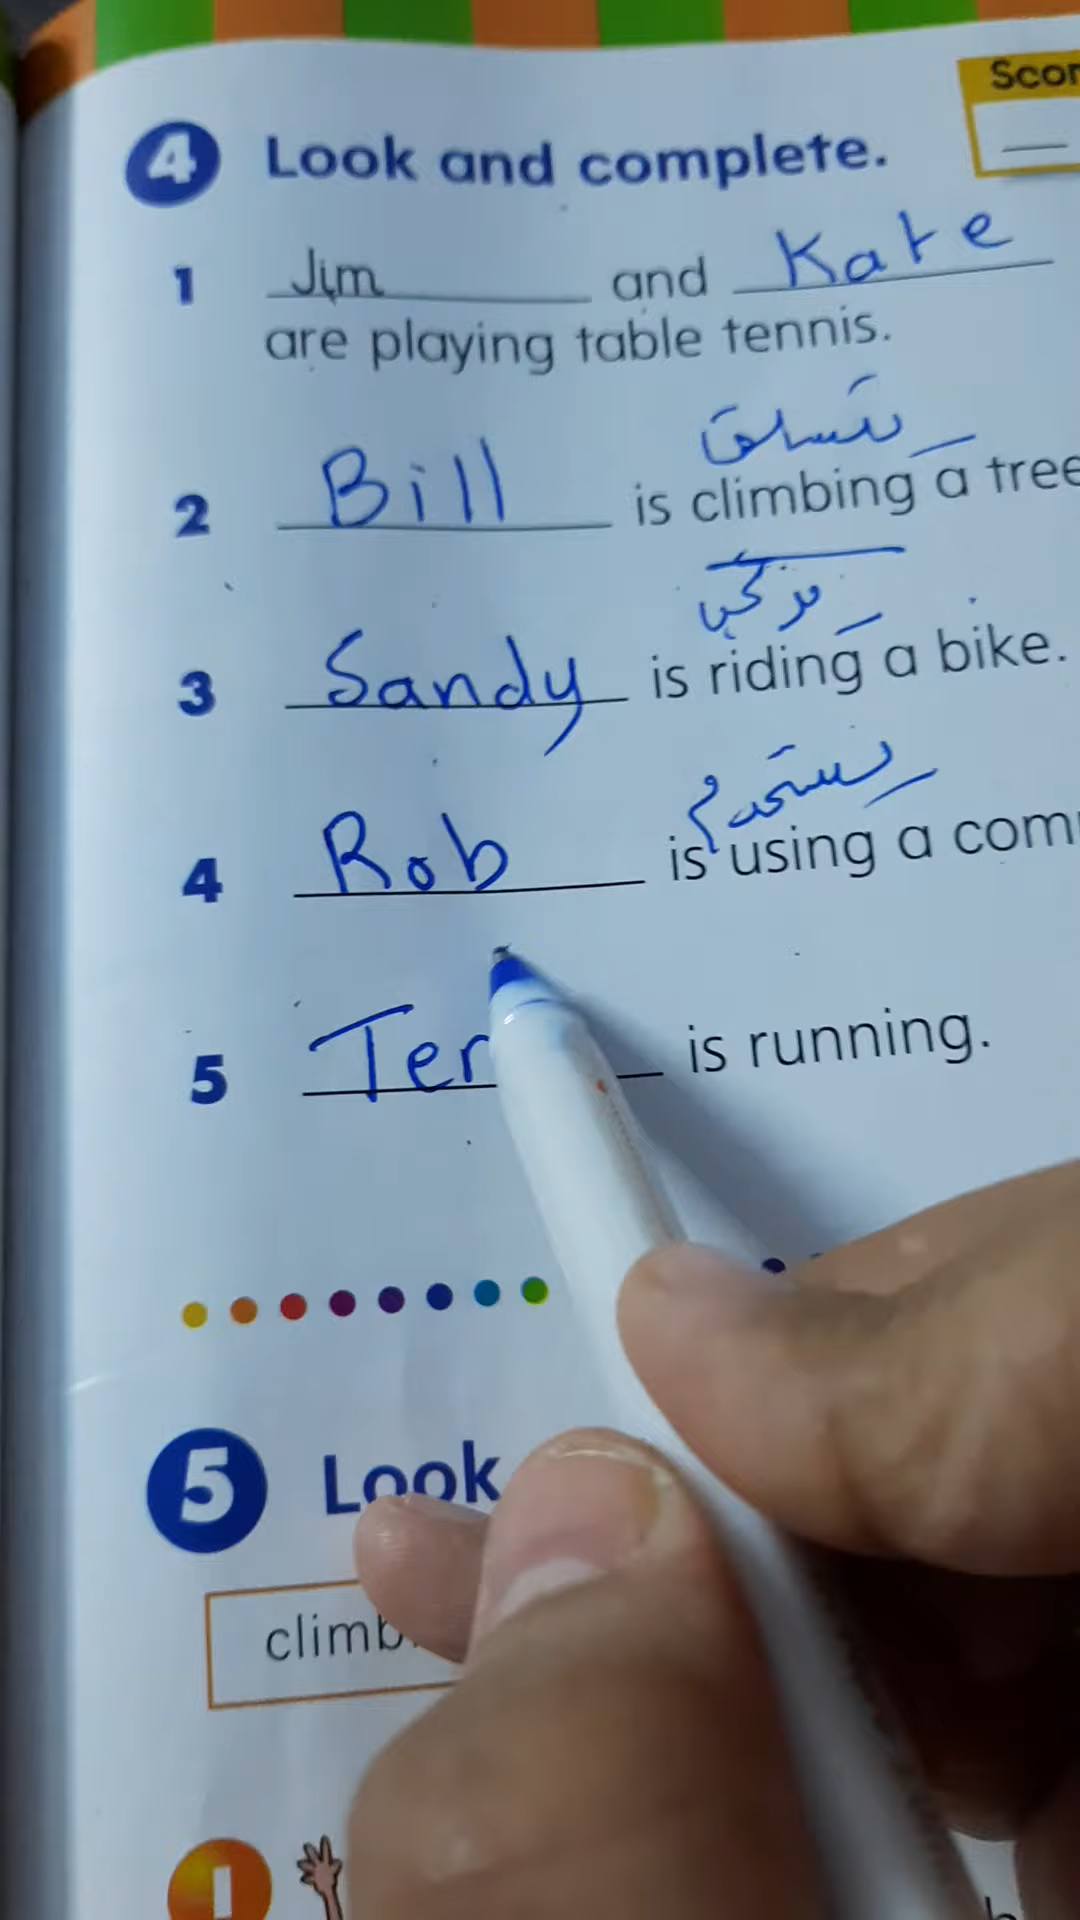 Scor
4 Look and complete.
1 Jim and Kate
are playing table tennis.
يتسلق
2 Bill is climbing a tree
يركب
3 Sandy is riding a bike.
يستخدم
4 Rob is using a com
5 Ter is running.
5 Look
climb
1